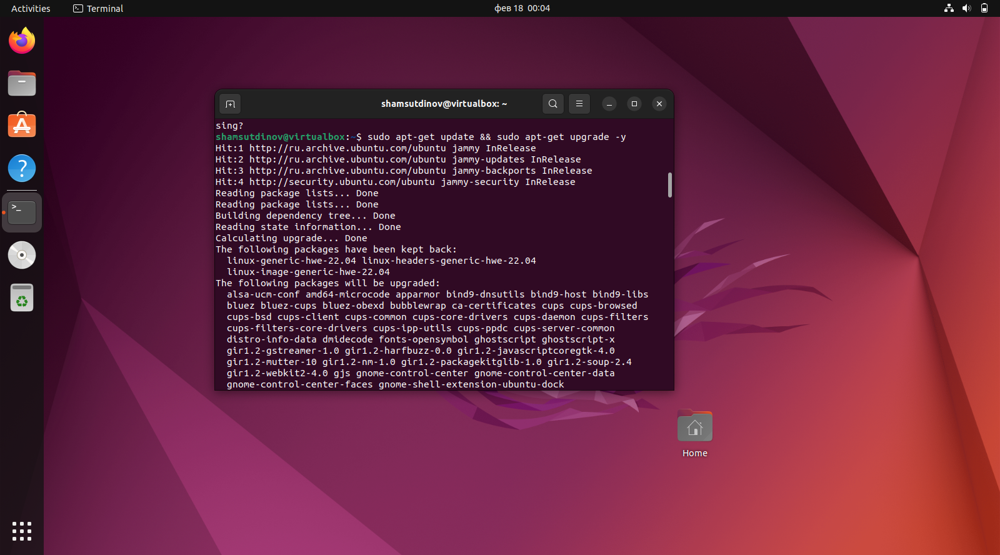 Activities
Terminal
фев 18 00:04
shamsutdinov@virtualbox: ~
sing?
shamsutdinov@virtualbox:~$ sudo apt-get update && sudo apt-get upgrade -y
Hit:1 http://ru.archive.ubuntu.com/ubuntu jammy InRelease
Hit:2 http://ru.archive.ubuntu.com/ubuntu jammy-updates InRelease
Hit:3 http://ru.archive.ubuntu.com/ubuntu jammy-backports InRelease
Hit:4 http://security.ubuntu.com/ubuntu jammy-security InRelease
Reading package lists... Done
Reading package lists... Done
Building dependency tree... Done
Reading state information... Done
Calculating upgrade... Done
The following packages have been kept back:
linux-generic-hwe-22.04 linux-headers-generic-hwe-22.04
linux-image-generic-hwe-22.04
The following packages will be upgraded:
alsa-ucm-conf amd64-microcode apparmor bind9-dnsutils bind9-host bind9-libs
bluez bluez-cups bluez-obexd bubblewrap ca-certificates cups cups-browsed
cups-bsd cups-client cups-common cups-core-drivers cups-daemon cups-filters
cups-filters-core-drivers cups-ipp-utils cups-ppdc cups-server-common
distro-info-data dmidecode fonts-opensymbol ghostscript ghostscript-x
gir1.2-gstreamer-1.0 gir1.2-harfbuzz-0.0 gir1.2-javascriptcoregtk-4.0
gir1.2-mutter-10 gir1.2-nm-1.0 gir1.2-packagekitglib-1.0 gir1.2-soup-2.4
gir1.2-webkit2-4.0 gjs gnome-control-center gnome-control-center-data
gnome-control-center-faces gnome-shell-extension-ubuntu-dock
Home